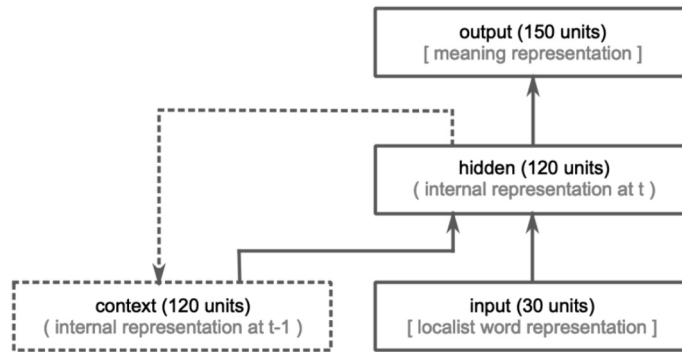 output (150 units)
[ meaning representation ]
hidden (120 units)
( internal representation at t )
context (120 units)
( internal representation at t-1 )
input (30 units)
[ localist word representation ]